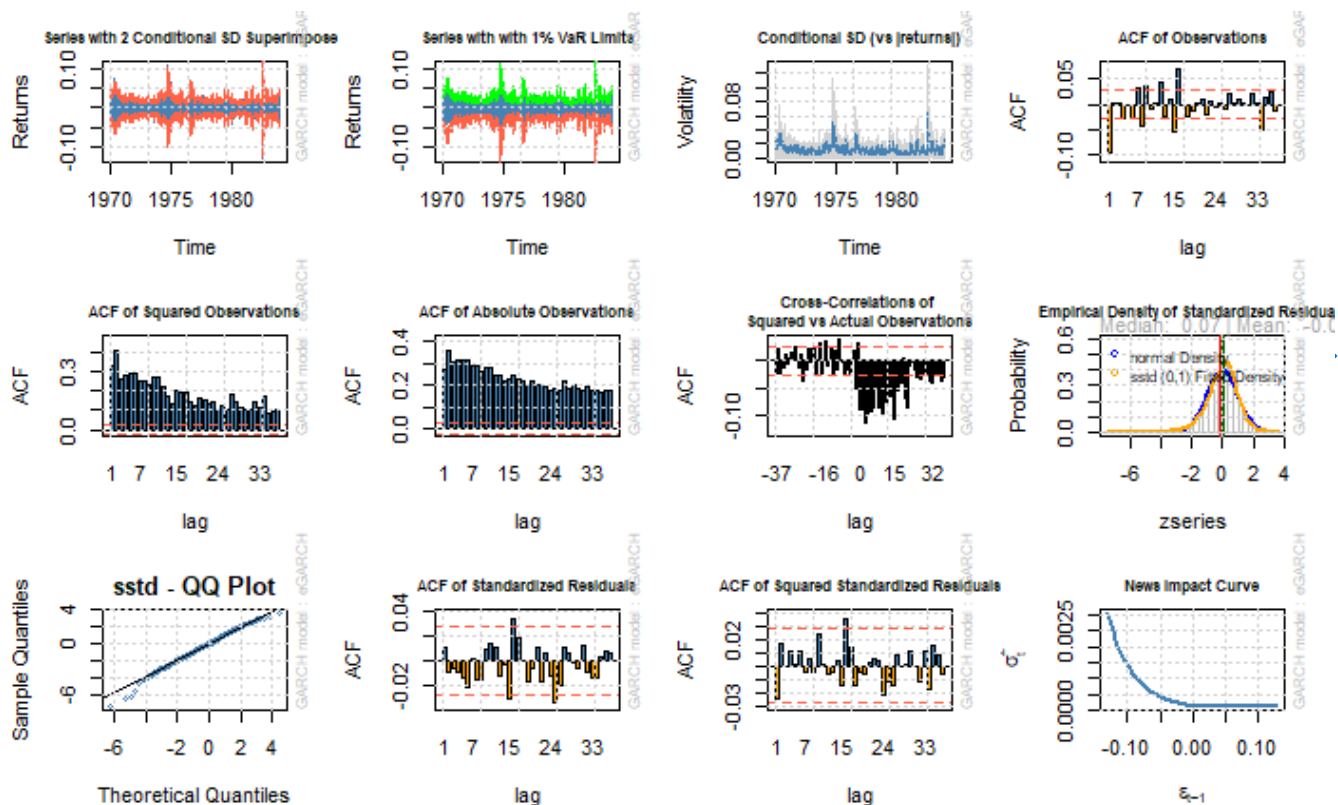 Series with 2 Conditional SD Superimpose
Returns
0.10
-0.10
1970 1975 1980
Time
GARCH model : eGAR
Series with with 1% VaR Limits
Returns
0.10
-0.10
1970 1975 1980
Time
GARCH model : eGAR
Conditional SD (vs |returns|)
Volatility
0.08
0.00
1970 1975 1980
Time
GARCH model : eGAR
ACF of Observations
ACF
0.05
-0.10
1 7 15 24 33
lag
GARCH model : eGAR
ACF of Squared Observations
ACF
0.3
0.0
1 7 15 24 33
lag
GARCH model : eGARCH
ACF of Absolute Observations
ACF
0.4
0.2
0.0
1 7 15 24 33
lag
GARCH model : eGARCH
Cross-Correlations of
Squared vs Actual Observations
ACF
-0.10
-37 -16 0 15 32
lag
GARCH model : eGARCH
Empirical Density of Standardized Residua
Median: 0.07 | Mean: -0.0
Probability
0.6
0.3
0.0
normal Density
sstd (0,1) Fitted Density
-6 -2 0 2 4
zseries
GARCH model : eGARCH
sstd - QQ Plot
Sample Quantiles
4
0
-6
-6 -2 0 2 4
Theoretical Quantiles
GARCH model : eGARCH
ACF of Standardized Residuals
ACF
0.04
-0.02
1 7 15 24 33
lag
GARCH model : eGARCH
ACF of Squared Standardized Residuals
ACF
0.02
-0.03
1 7 15 24 33
lag
GARCH model : eGARCH
News Impact Curve
0.0025
0.0000
-0.10 0.00 0.10
εt−1
GARCH model : eGARCH